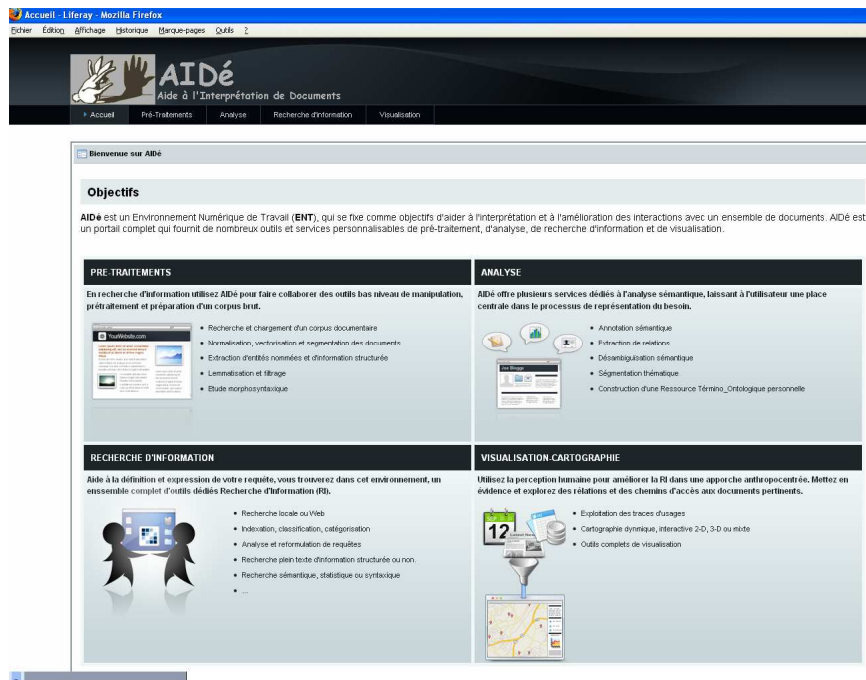 Accueil - Liferay - Mozilla Firefox
Fichier Édition Affichage Historique Marque-pages Outils ?
AIDé
Aide à l'Interprétation de Documents
Accueil Pré-Traitements Analyse Recherche d'Information Visualisation
Bienvenue sur AIDé
Objectifs
AIDé est un Environnement Numérique de Travail (ENT), qui se fixe comme objectifs d'aider à l'interprétation et à l'amélioration des interactions avec un ensemble de documents. AIDé est
un portail complet qui fournit de nombreux outils et services personnalisables de pré-traitement, d'analyse, de recherche d'information et de visualisation.
PRE-TRAITEMENTS
En recherche d'information utilisez AIDé pour faire collaborer des outils bas niveau de manipulation,
prétraitement et préparation d'un corpus brut.
YourWebsite.com
• Recherche et chargement d'un corpus documentaire
• Normalisation, vectorisation et segmentation des documents
• Extraction d'entités nommées et d'information structurée
• Lemmatisation et filtrage
• Etude morphosyntaxique
ANALYSE
AIDé offre plusieurs services dédiés à l'analyse sémantique, laissant à l'utilisateur une place
centrale dans le processus de représentation du besoin.
Joe Bloggs
• Annotation sémantique
• Extraction de relations
• Désambiguïsation sémantique
• Ségmentation thématique
• Construction d'une Ressource Término_Ontologique personnelle
RECHERCHE D'INFORMATION
Aide à la définition et expression de votre requête, vous trouverez dans cet environnement, un
enssemble complet d'outils dédiés Recherche d'Information (RI).
• Recherche locale ou Web
• Indexation, classification, catégorisation
• Analyse et reformulation de requêtes
• Recherche plein texte d'information structurée ou non.
• Recherche sémantique, statistique ou syntaxique
• ...
VISUALISATION-CARTOGRAPHIE
Utilisez la perception humaine pour améliorer la RI dans une apporche anthropocentrée. Mettez en
évidence et explorez des relations et des chemins d'accès aux documents pertinents.
12
Latest News
• Exploitation des traces d'usages
• Cartographie dynmique, interactive 2-D, 3-D ou mixte
• Outils complets de visualisation